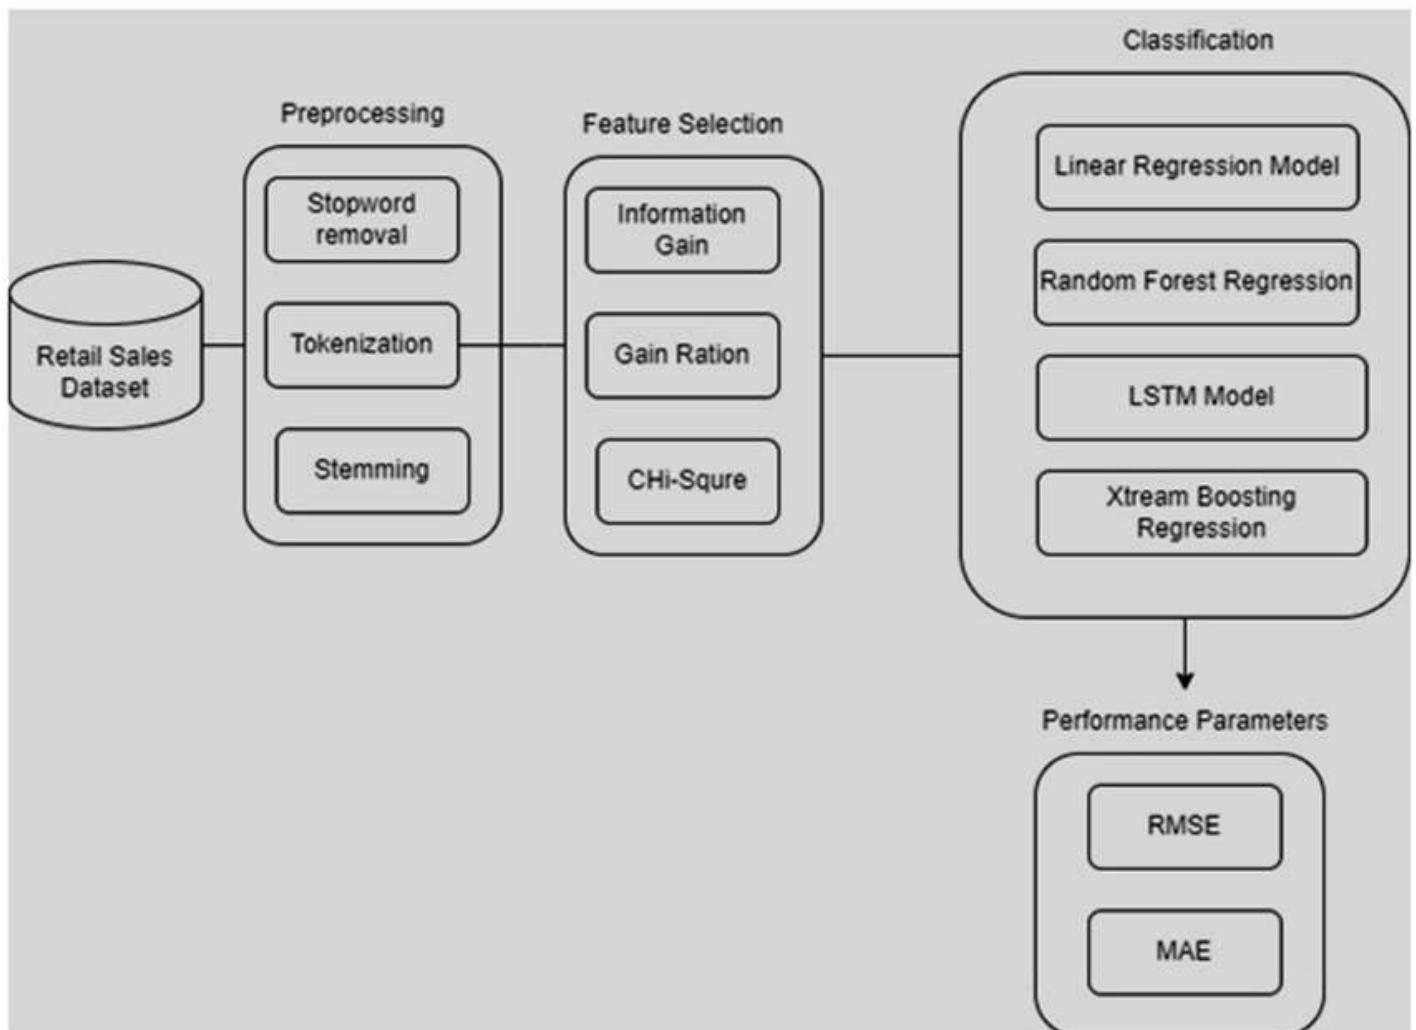 Classification
Preprocessing
Feature Selection
Retail Sales
Dataset
Stopword
removal
Tokenization
Stemming
Information
Gain
Gain Ration
CHi-Squre
Linear Regression Model
Random Forest Regression
LSTM Model
Xtream Boosting
Regression
Performance Parameters
RMSE
MAE